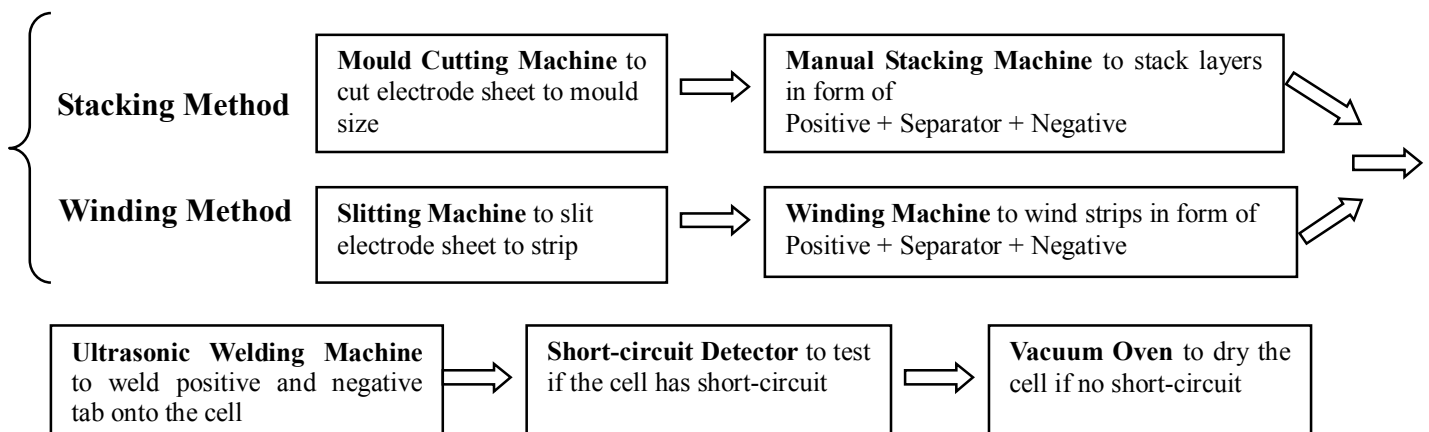 Stacking Method
Mould Cutting Machine to
cut electrode sheet to mould
size
Manual Stacking Machine to stack layers
in form of
Positive + Separator + Negative
Winding Method
Slitting Machine to slit
electrode sheet to strip
Winding Machine to wind strips in form of
Positive + Separator + Negative
Ultrasonic Welding Machine
to weld positive and negative
tab onto the cell
Short-circuit Detector to test
if the cell has short-circuit
Vacuum Oven to dry the
cell if no short-circuit